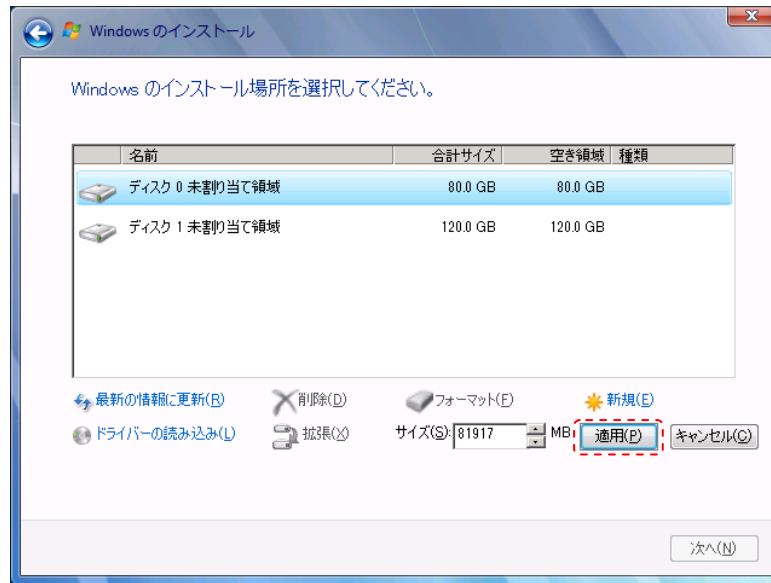 Windows のインストール
Windows のインストール場所を選択してください。
名前 合計サイズ 空き領域 種類
ディスク 0 未割り当て領域 80.0 GB 80.0 GB
ディスク 1 未割り当て領域 120.0 GB 120.0 GB
最新の情報に更新(R) 削除(D) フォーマット(F) 新規(E)
ドライバーの読み込み(L) 拡張(X) サイズ(S): 81917 MB 適用(P) キャンセル(C)
次へ(N)